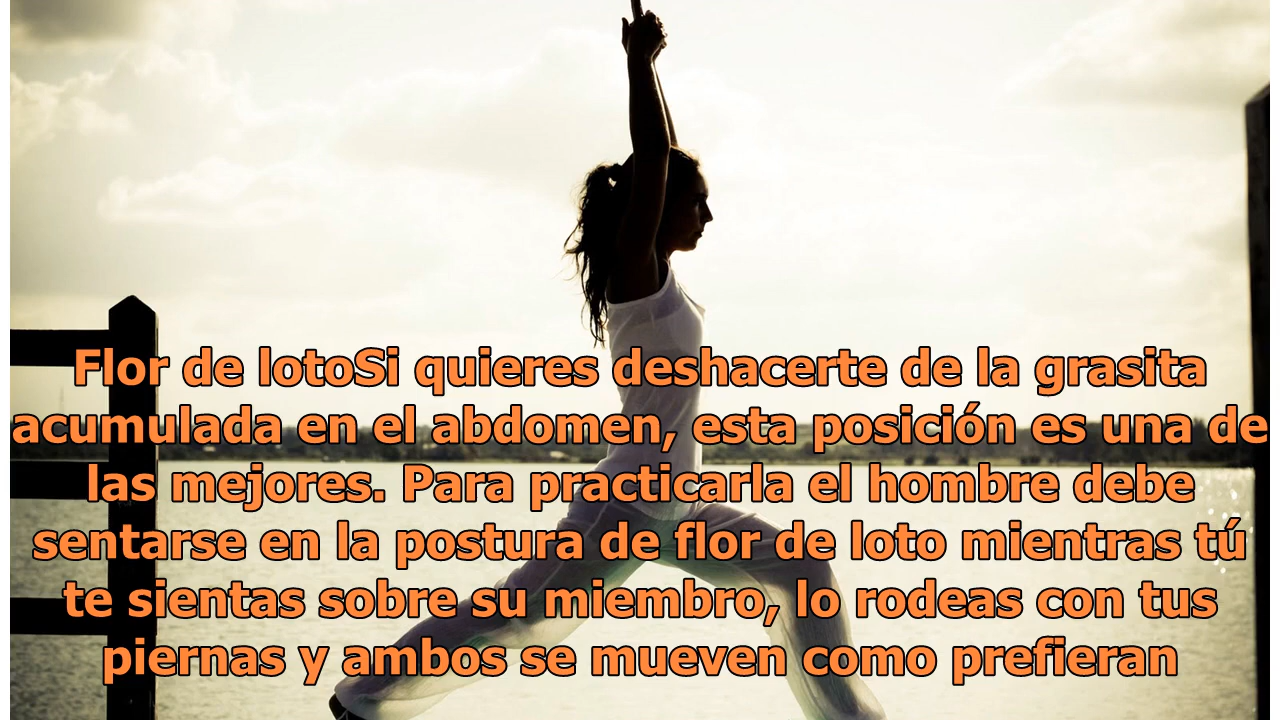 Flor de lotoSi quieres deshacerte de la grasita
acumulada en el abdomen, esta posición es una de
las mejores. Para practicarla el hombre debe
sentarse en la postura de flor de loto mientras tú
te sientas sobre su miembro, lo rodeas con tus
piernas y ambos se mueven como prefieran